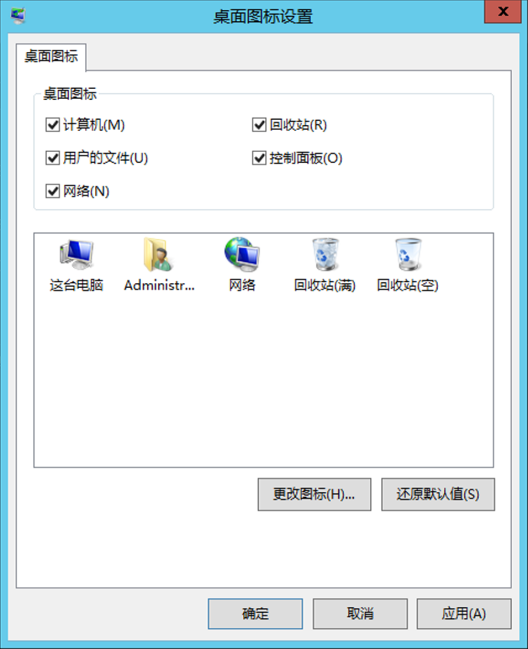 桌面图标设置
桌面图标
桌面图标
计算机(M) 回收站(R)
用户的文件(U) 控制面板(O)
网络(N)
这台电脑 Administr... 网络 回收站(满) 回收站(空)
更改图标(H)... 还原默认值(S)
确定 取消 应用(A)